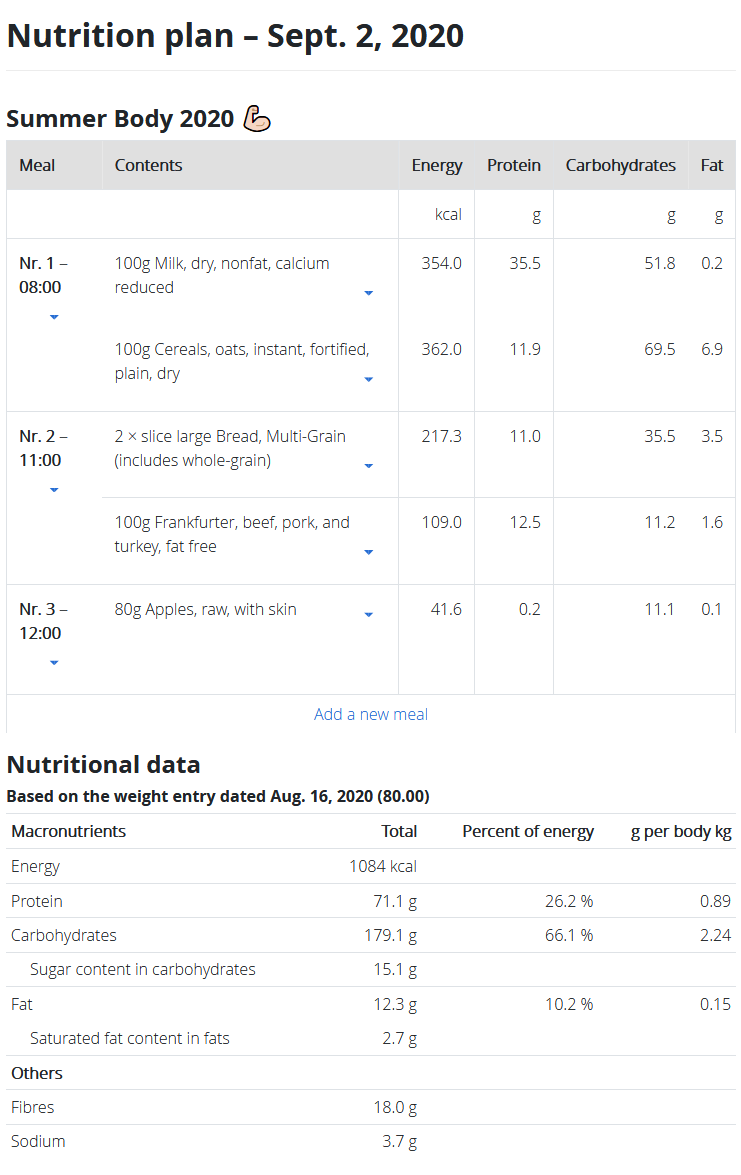 Nutrition plan – Sept. 2, 2020
Summer Body 2020 💪🏻
Meal Contents Energy Protein Carbohydrates Fat
kcal g g g
Nr. 1 – 100g Milk, dry, nonfat, calcium 354.0 35.5 51.8 0.2
08:00 reduced
100g Cereals, oats, instant, fortified, 362.0 11.9 69.5 6.9
plain, dry
Nr. 2 – 2 × slice large Bread, Multi-Grain 217.3 11.0 35.5 3.5
11:00 (includes whole-grain)
100g Frankfurter, beef, pork, and 109.0 12.5 11.2 1.6
turkey, fat free
Nr. 3 – 80g Apples, raw, with skin 41.6 0.2 11.1 0.1
12:00
Add a new meal
Nutritional data
Based on the weight entry dated Aug. 16, 2020 (80.00)
Macronutrients Total Percent of energy g per body kg
Energy 1084 kcal
Protein 71.1 g 26.2 % 0.89
Carbohydrates 179.1 g 66.1 % 2.24
Sugar content in carbohydrates 15.1 g
Fat 12.3 g 10.2 % 0.15
Saturated fat content in fats 2.7 g
Others
Fibres 18.0 g
Sodium 3.7 g